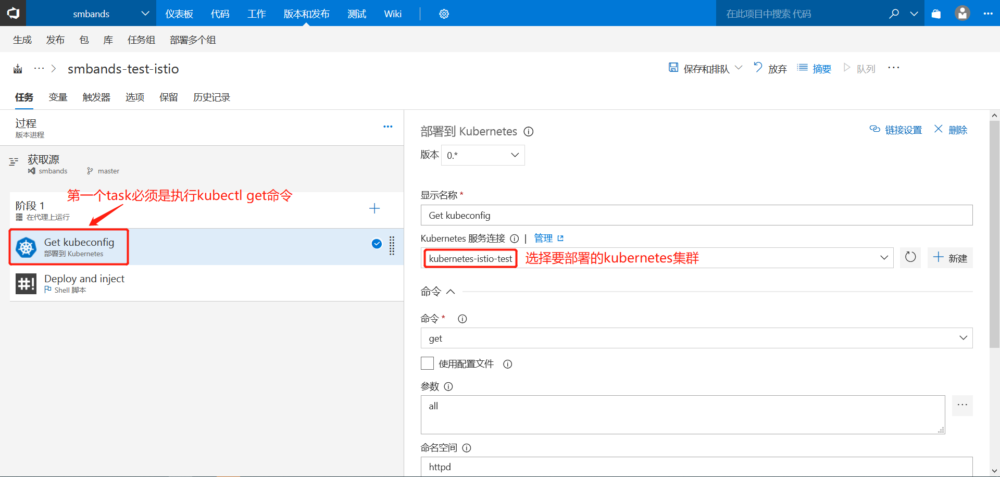 smbands
仪表板 代码 工作 版本和发布 测试 Wiki
在此项目中搜索 代码
生成 发布 包 库 任务组 部署多个组
smbands-test-istio
保存和排队 放弃 摘要 队列
任务 变量 触发器 选项 保留 历史记录
过程
版本进程
获取源
smbands master
第一个task必须是执行kubectl get命令
阶段 1
在代理上运行
Get kubeconfig
部署到 Kubernetes
Deploy and inject
Shell 脚本
部署到 Kubernetes
链接设置 删除
版本 0.*
显示名称 *
Get kubeconfig
Kubernetes 服务连接 | 管理
kubernetes-istio-test 选择要部署的kubernetes集群
新建
命令
命令 *
get
使用配置文件
参数
all
命名空间
httpd